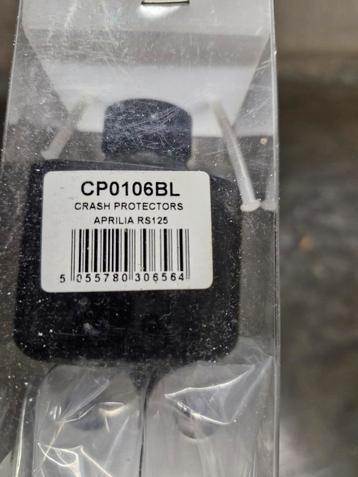 CP0106BL
CRASH PROTECTORS
APRILIA RS125
5 055780 306564